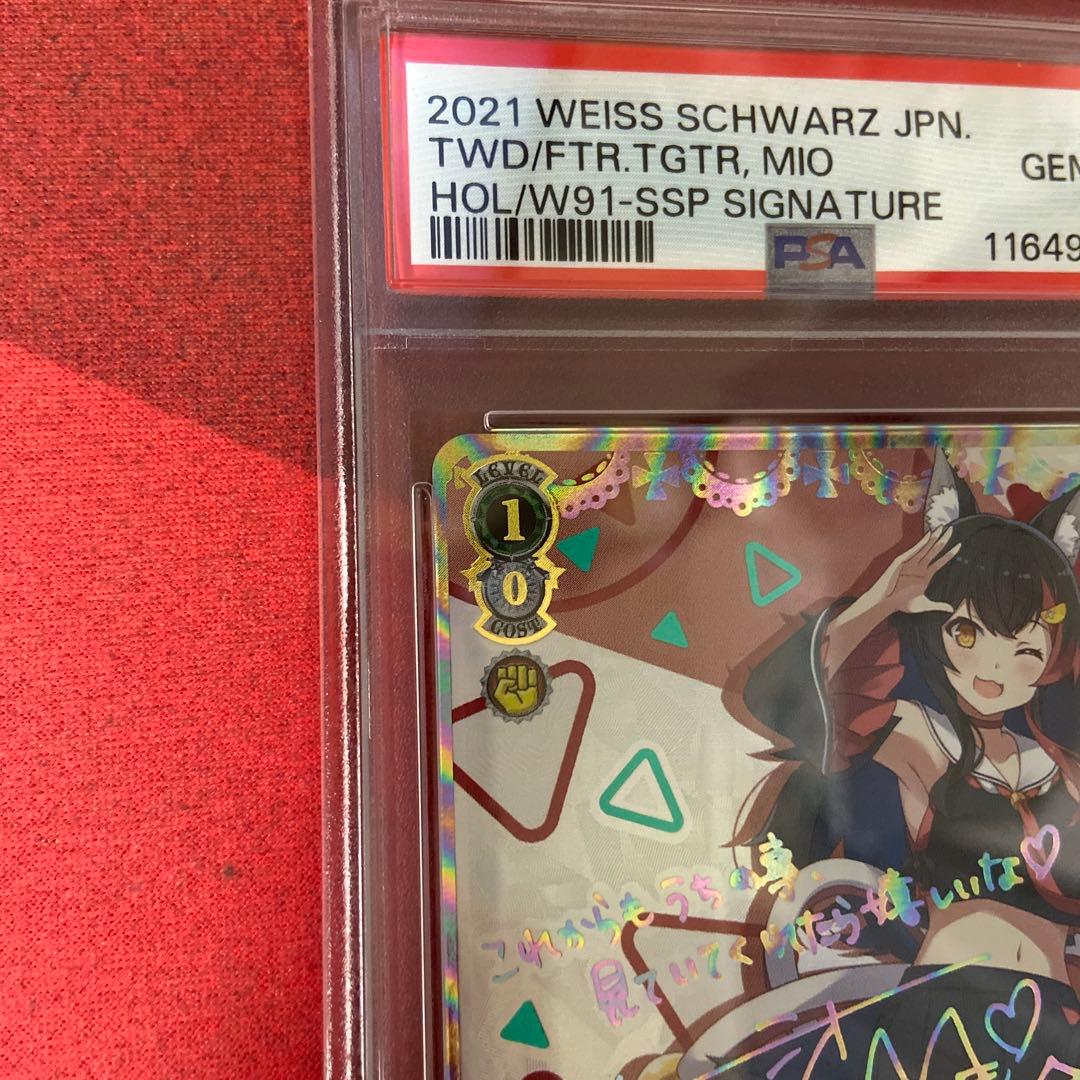 2021 WEISS SCHWARZ JPN.
TWD/FTR.TGTR, MIO
GEM
HOL/W91-SSP SIGNATURE
PSA
11649
LEVEL
1
0
COST
これからもうちの事、
見ていてくれたら嬉しいな♡